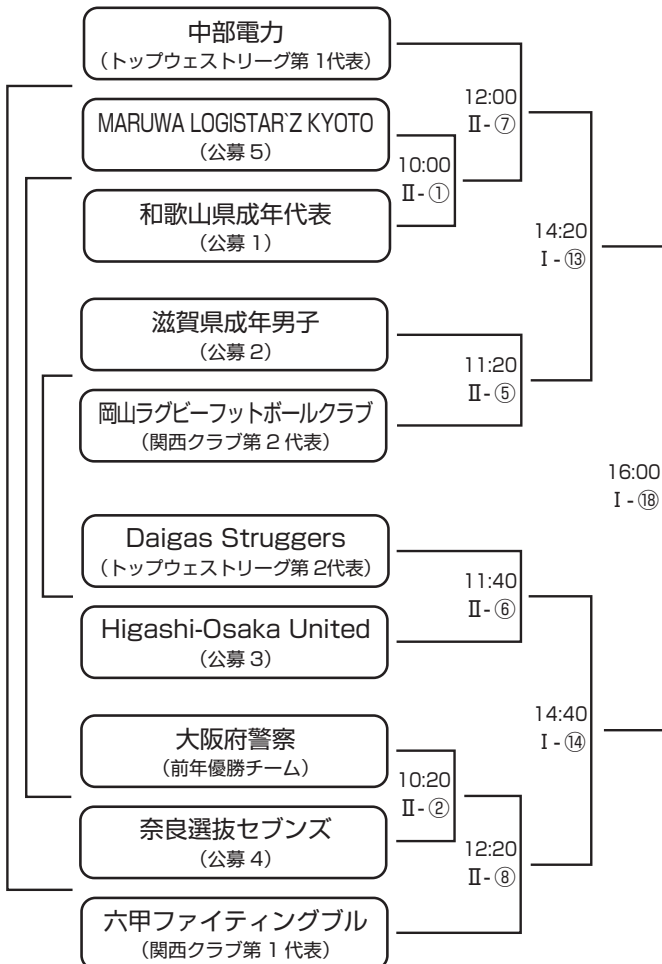 中部電力
(トップウェストリーグ第1代表)
12:00
Ⅱ-⑦
MARUWA LOGISTAR`Z KYOTO
(公募5)
10:00
Ⅱ-①
和歌山県成年代表
(公募1)
14:20
Ⅰ-⑬
滋賀県成年男子
(公募2)
11:20
Ⅱ-⑤
岡山ラグビーフットボールクラブ
(関西クラブ第2代表)
16:00
Ⅰ-⑱
Daigas Struggers
(トップウェストリーグ第2代表)
11:40
Ⅱ-⑥
Higashi-Osaka United
(公募3)
14:40
Ⅰ-⑭
大阪府警察
(前年優勝チーム)
10:20
Ⅱ-②
奈良選抜セブンズ
(公募4)
12:20
Ⅱ-⑧
六甲ファイティングブル
(関西クラブ第1代表)